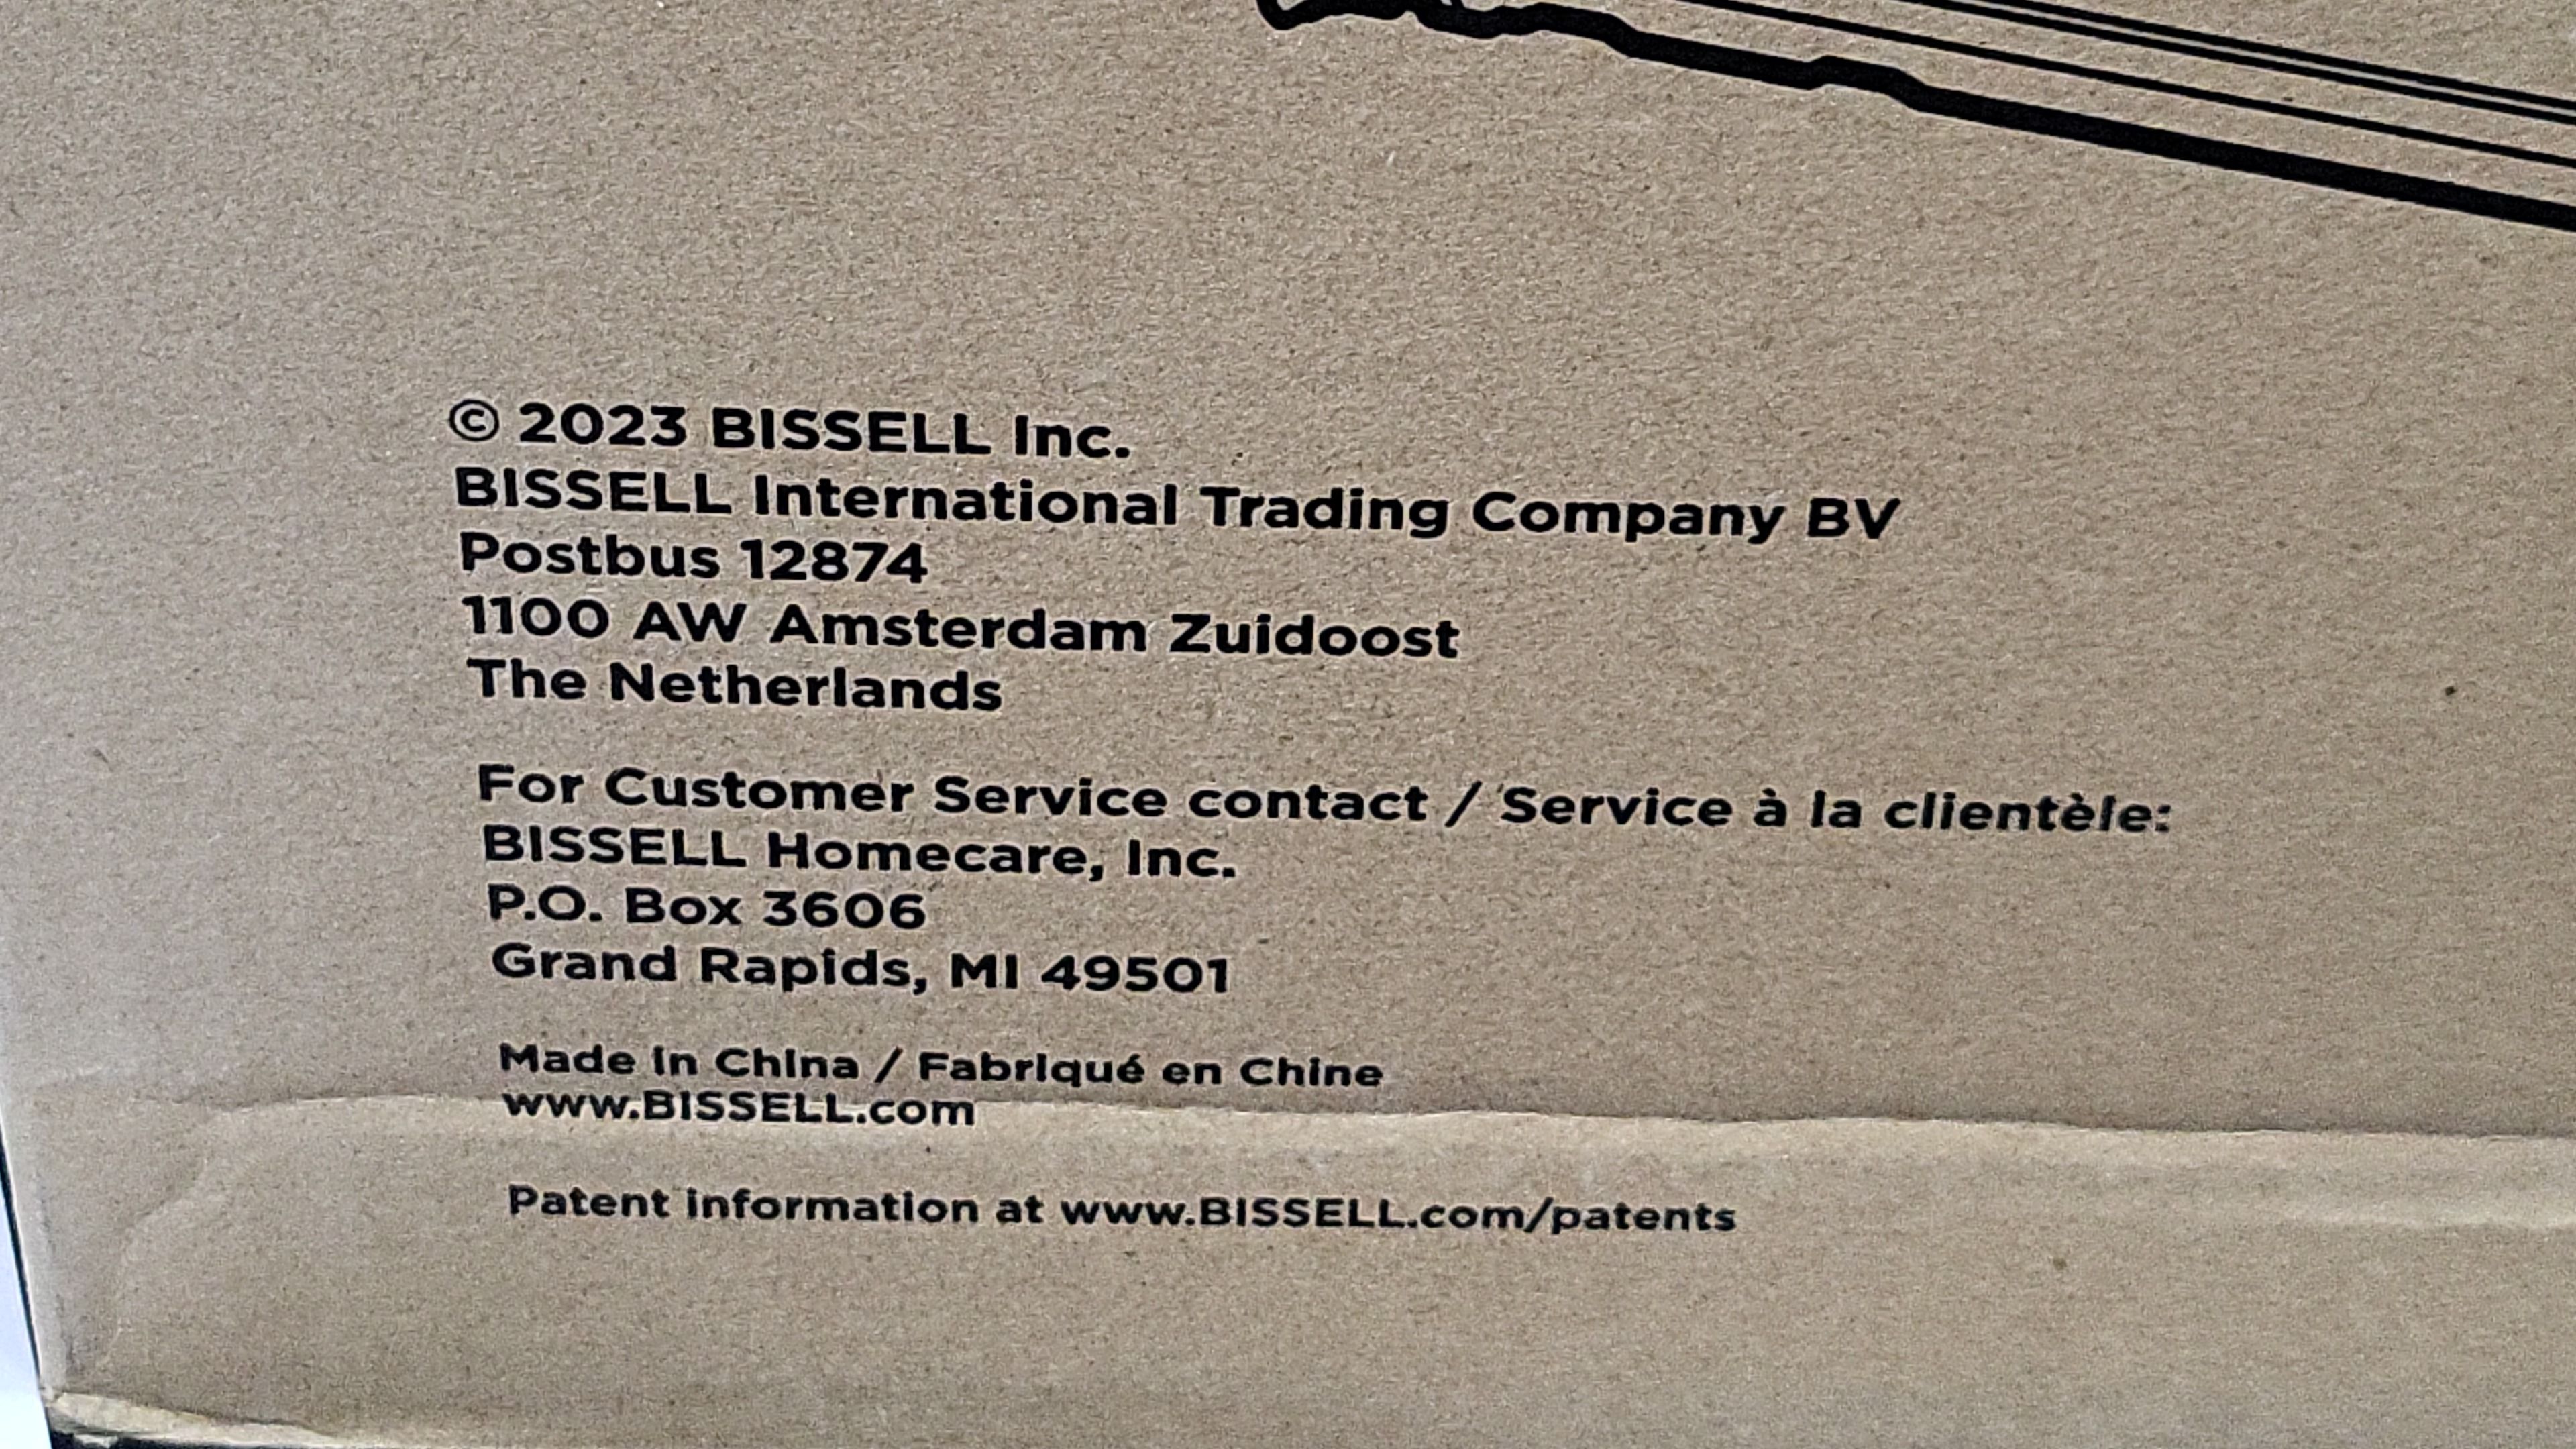 © 2023 BISSELL Inc.
BISSELL International Trading Company BV
Postbus 12874
1100 AW Amsterdam Zuidoost
The Netherlands
For Customer Service contact / Service à la clientèle:
BISSELL Homecare, Inc.
P.O. Box 3606
Grand Rapids, MI 49501
Made in China / Fabriqué en Chine
www.BISSELL.com
Patent information at www.BISSELL.com/patents